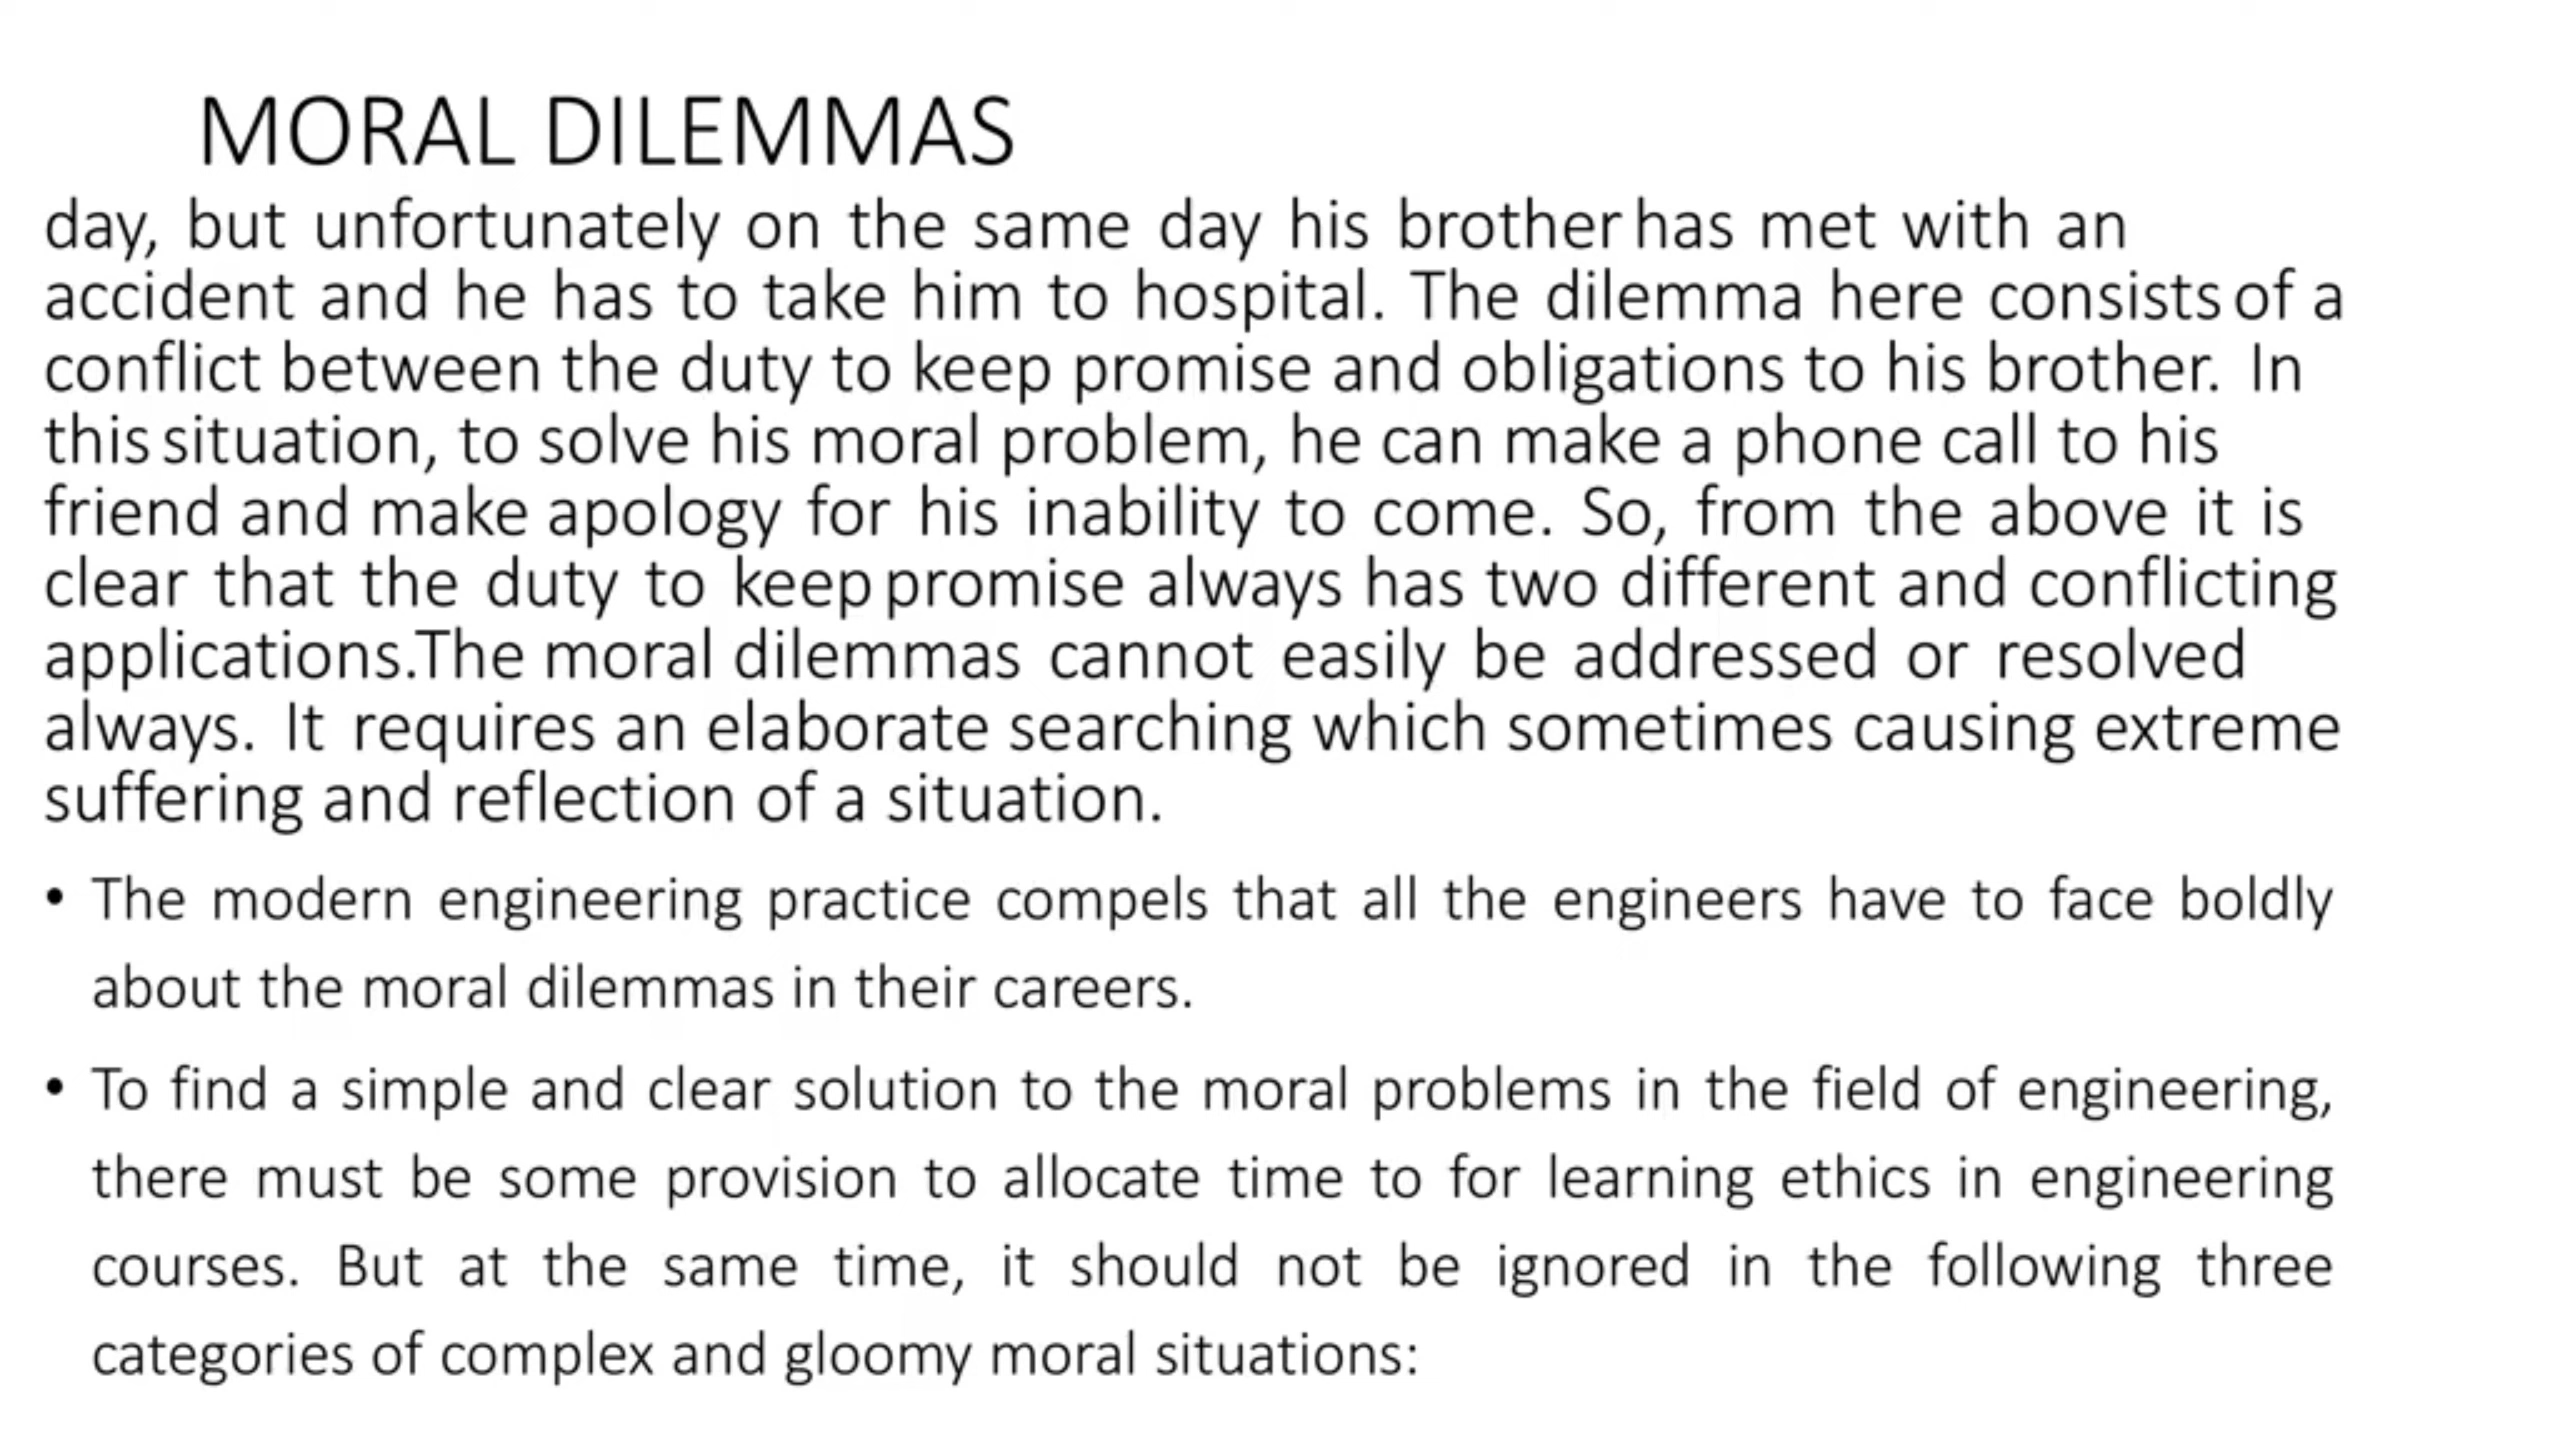 MORAL DILEMMAS
day, but unfortunately on the same day his brother has met with an
accident and he has to take him to hospital. The dilemma here consists of a
conflict between the duty to keep promise and obligations to his brother. In
this situation, to solve his moral problem, he can make a phone call to his
friend and make apology for his inability to come. So, from the above it is
clear that the duty to keep promise always has two different and conflicting
applications.The moral dilemmas cannot easily be addressed or resolved
always. It requires an elaborate searching which sometimes causing extreme
suffering and reflection of a situation.
• The modern engineering practice compels that all the engineers have to face boldly
about the moral dilemmas in their careers.
• To find a simple and clear solution to the moral problems in the field of engineering,
there must be some provision to allocate time to for learning ethics in engineering
courses. But at the same time, it should not be ignored in the following three
categories of complex and gloomy moral situations: